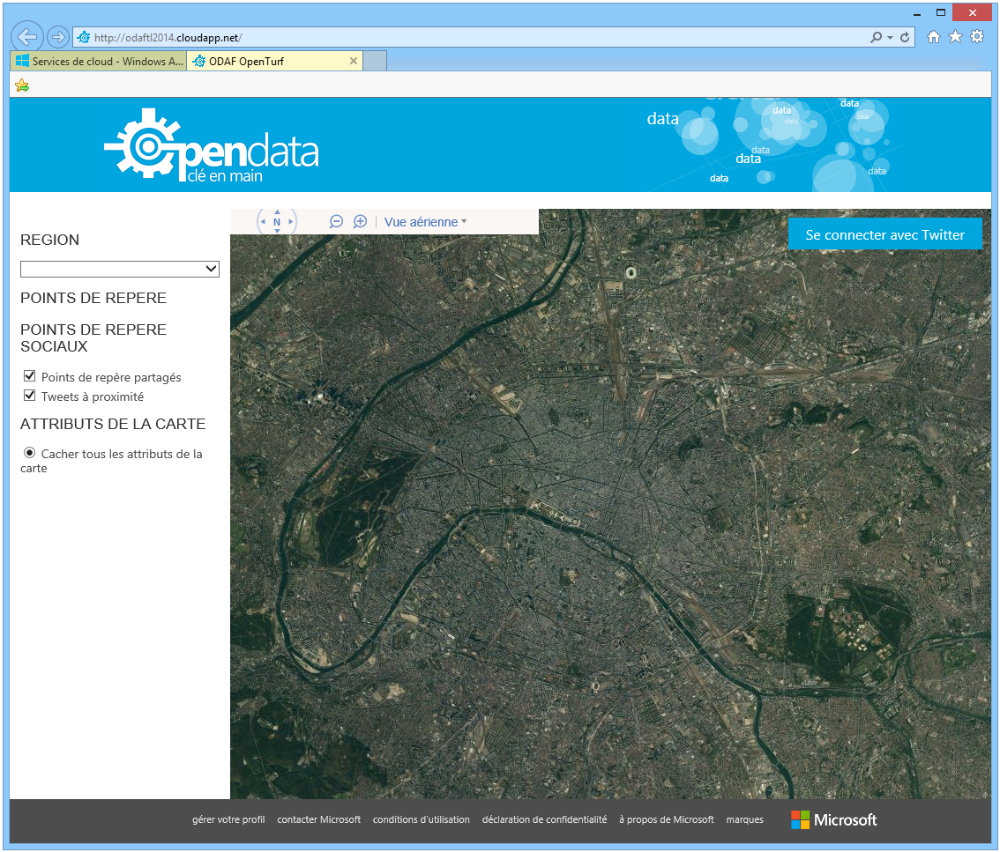 http://odaftl2014.cloudapp.net/
Services de cloud - Windows A...
ODAF OpenTurf
pendata
clé en main
data
data
data
data
data
data
data
data
data
REGION
N
Vue aérienne
Se connecter avec Twitter
POINTS DE REPERE
POINTS DE REPERE
SOCIAUX
Points de repère partagés
Tweets à proximité
ATTRIBUTS DE LA CARTE
Cacher tous les attributs de la
carte
gérer votre profil contacter Microsoft conditions d'utilisation déclaration de confidentialité à propos de Microsoft marques Microsoft